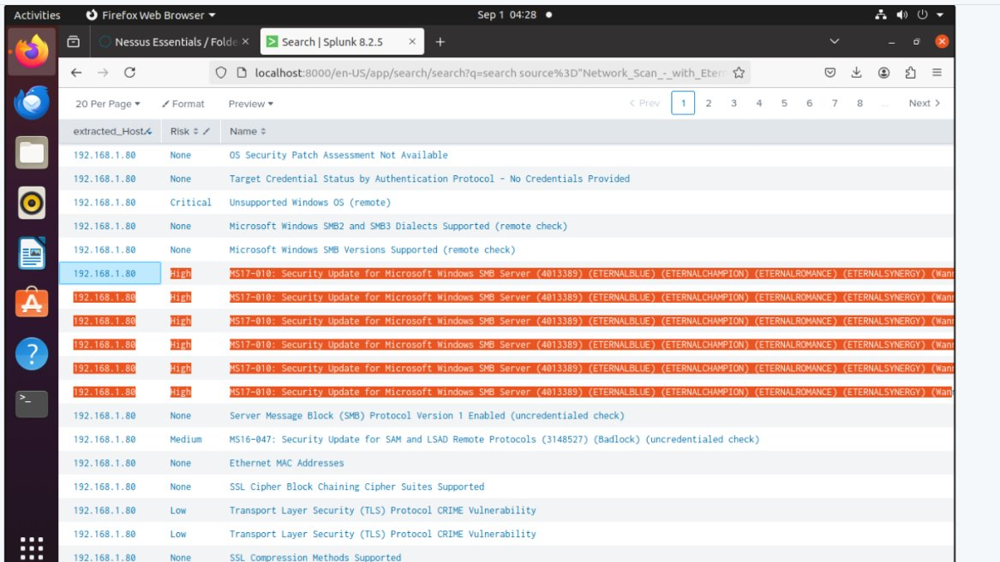 Activities Firefox Web Browser Sep 1 04:28
Nessus Essentials / Folde × Search | Splunk 8.2.5 × +
localhost:8000/en-US/app/search/search?q=search source%3D"Network_Scan_-_with_Eter
20 Per Page Format Preview < Prev 1 2 3 4 5 6 7 8 ... Next >
extracted_Host Risk Name
192.168.1.80 None OS Security Patch Assessment Not Available
192.168.1.80 None Target Credential Status by Authentication Protocol - No Credentials Provided
192.168.1.80 Critical Unsupported Windows OS (remote)
192.168.1.80 None Microsoft Windows SMB2 and SMB3 Dialects Supported (remote check)
192.168.1.80 None Microsoft Windows SMB Versions Supported (remote check)
192.168.1.80 High MS17-010: Security Update for Microsoft Windows SMB Server (4013389) (ETERNALBLUE) (ETERNALCHAMPION) (ETERNALROMANCE) (ETERNALSYNERGY) (Wann
192.168.1.80 High MS17-010: Security Update for Microsoft Windows SMB Server (4013389) (ETERNALBLUE) (ETERNALCHAMPION) (ETERNALROMANCE) (ETERNALSYNERGY) (Wann
192.168.1.80 High MS17-010: Security Update for Microsoft Windows SMB Server (4013389) (ETERNALBLUE) (ETERNALCHAMPION) (ETERNALROMANCE) (ETERNALSYNERGY) (Wann
192.168.1.80 High MS17-010: Security Update for Microsoft Windows SMB Server (4013389) (ETERNALBLUE) (ETERNALCHAMPION) (ETERNALROMANCE) (ETERNALSYNERGY) (Wann
192.168.1.80 High MS17-010: Security Update for Microsoft Windows SMB Server (4013389) (ETERNALBLUE) (ETERNALCHAMPION) (ETERNALROMANCE) (ETERNALSYNERGY) (Wann
192.168.1.80 High MS17-010: Security Update for Microsoft Windows SMB Server (4013389) (ETERNALBLUE) (ETERNALCHAMPION) (ETERNALROMANCE) (ETERNALSYNERGY) (Wan
192.168.1.80 None Server Message Block (SMB) Protocol Version 1 Enabled (uncredentialed check)
192.168.1.80 Medium MS16-047: Security Update for SAM and LSAD Remote Protocols (3148527) (Badlock) (uncredentialed check)
192.168.1.80 None Ethernet MAC Addresses
192.168.1.80 None SSL Cipher Block Chaining Cipher Suites Supported
192.168.1.80 Low Transport Layer Security (TLS) Protocol CRIME Vulnerability
192.168.1.80 Low Transport Layer Security (TLS) Protocol CRIME Vulnerability
192.168.1.80 None SSL Compression Methods Supported